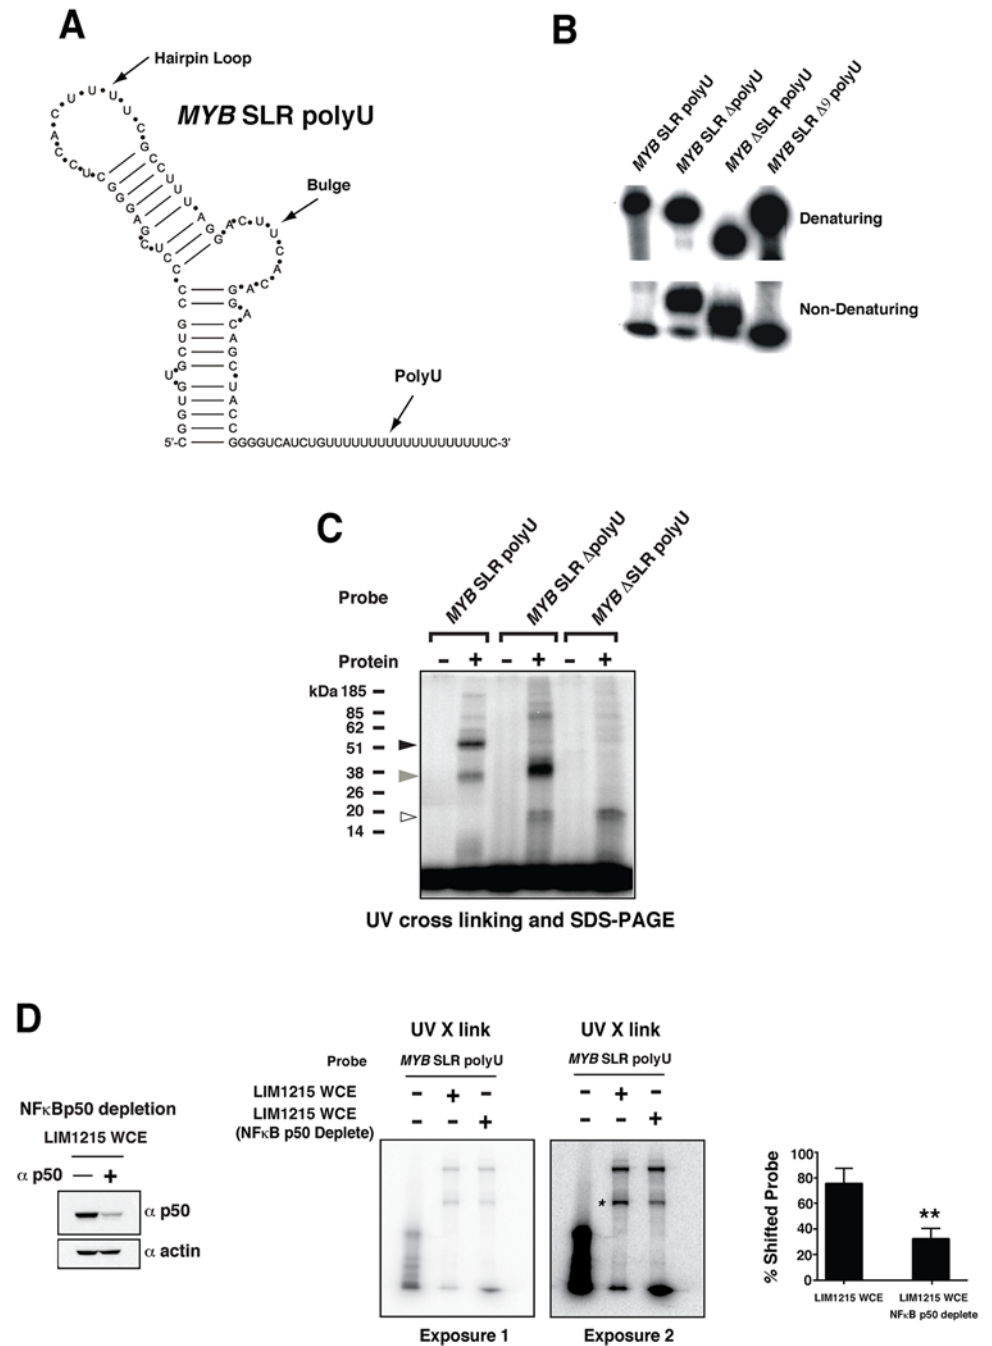 A
Hairpin Loop
MYB SLR polyU
Bulge
PolyU
5'-C
GGGGUCAUCUGUUUUUUUUUUUUUUUUUUUUC-3'
B
MYB SLR polyU
MYB SLR ΔpolyU
MYB ΔSLR polyU
MYB SLR Δ9 polyU
Denaturing
Non-Denaturing
C
Probe
MYB SLR polyU
MYB SLR ΔpolyU
MYB ΔSLR polyU
Protein - + - + - +
kDa 185
85
62
51
38
26
20
14
UV cross linking and SDS-PAGE
D
NFκBp50 depletion
LIM1215 WCE
α p50 — +
α p50
α actin
UV X link
UV X link
Probe MYB SLR polyU
MYB SLR polyU
LIM1215 WCE - + -
- + -
LIM1215 WCE
(NFκB p50 Deplete) - - +
- - +
*
Exposure 1
Exposure 2
% Shifted Probe
100
80
60
40
20
0
**
LIM1215 WCE
LIM1215 WCE
NFκB p50 deplete